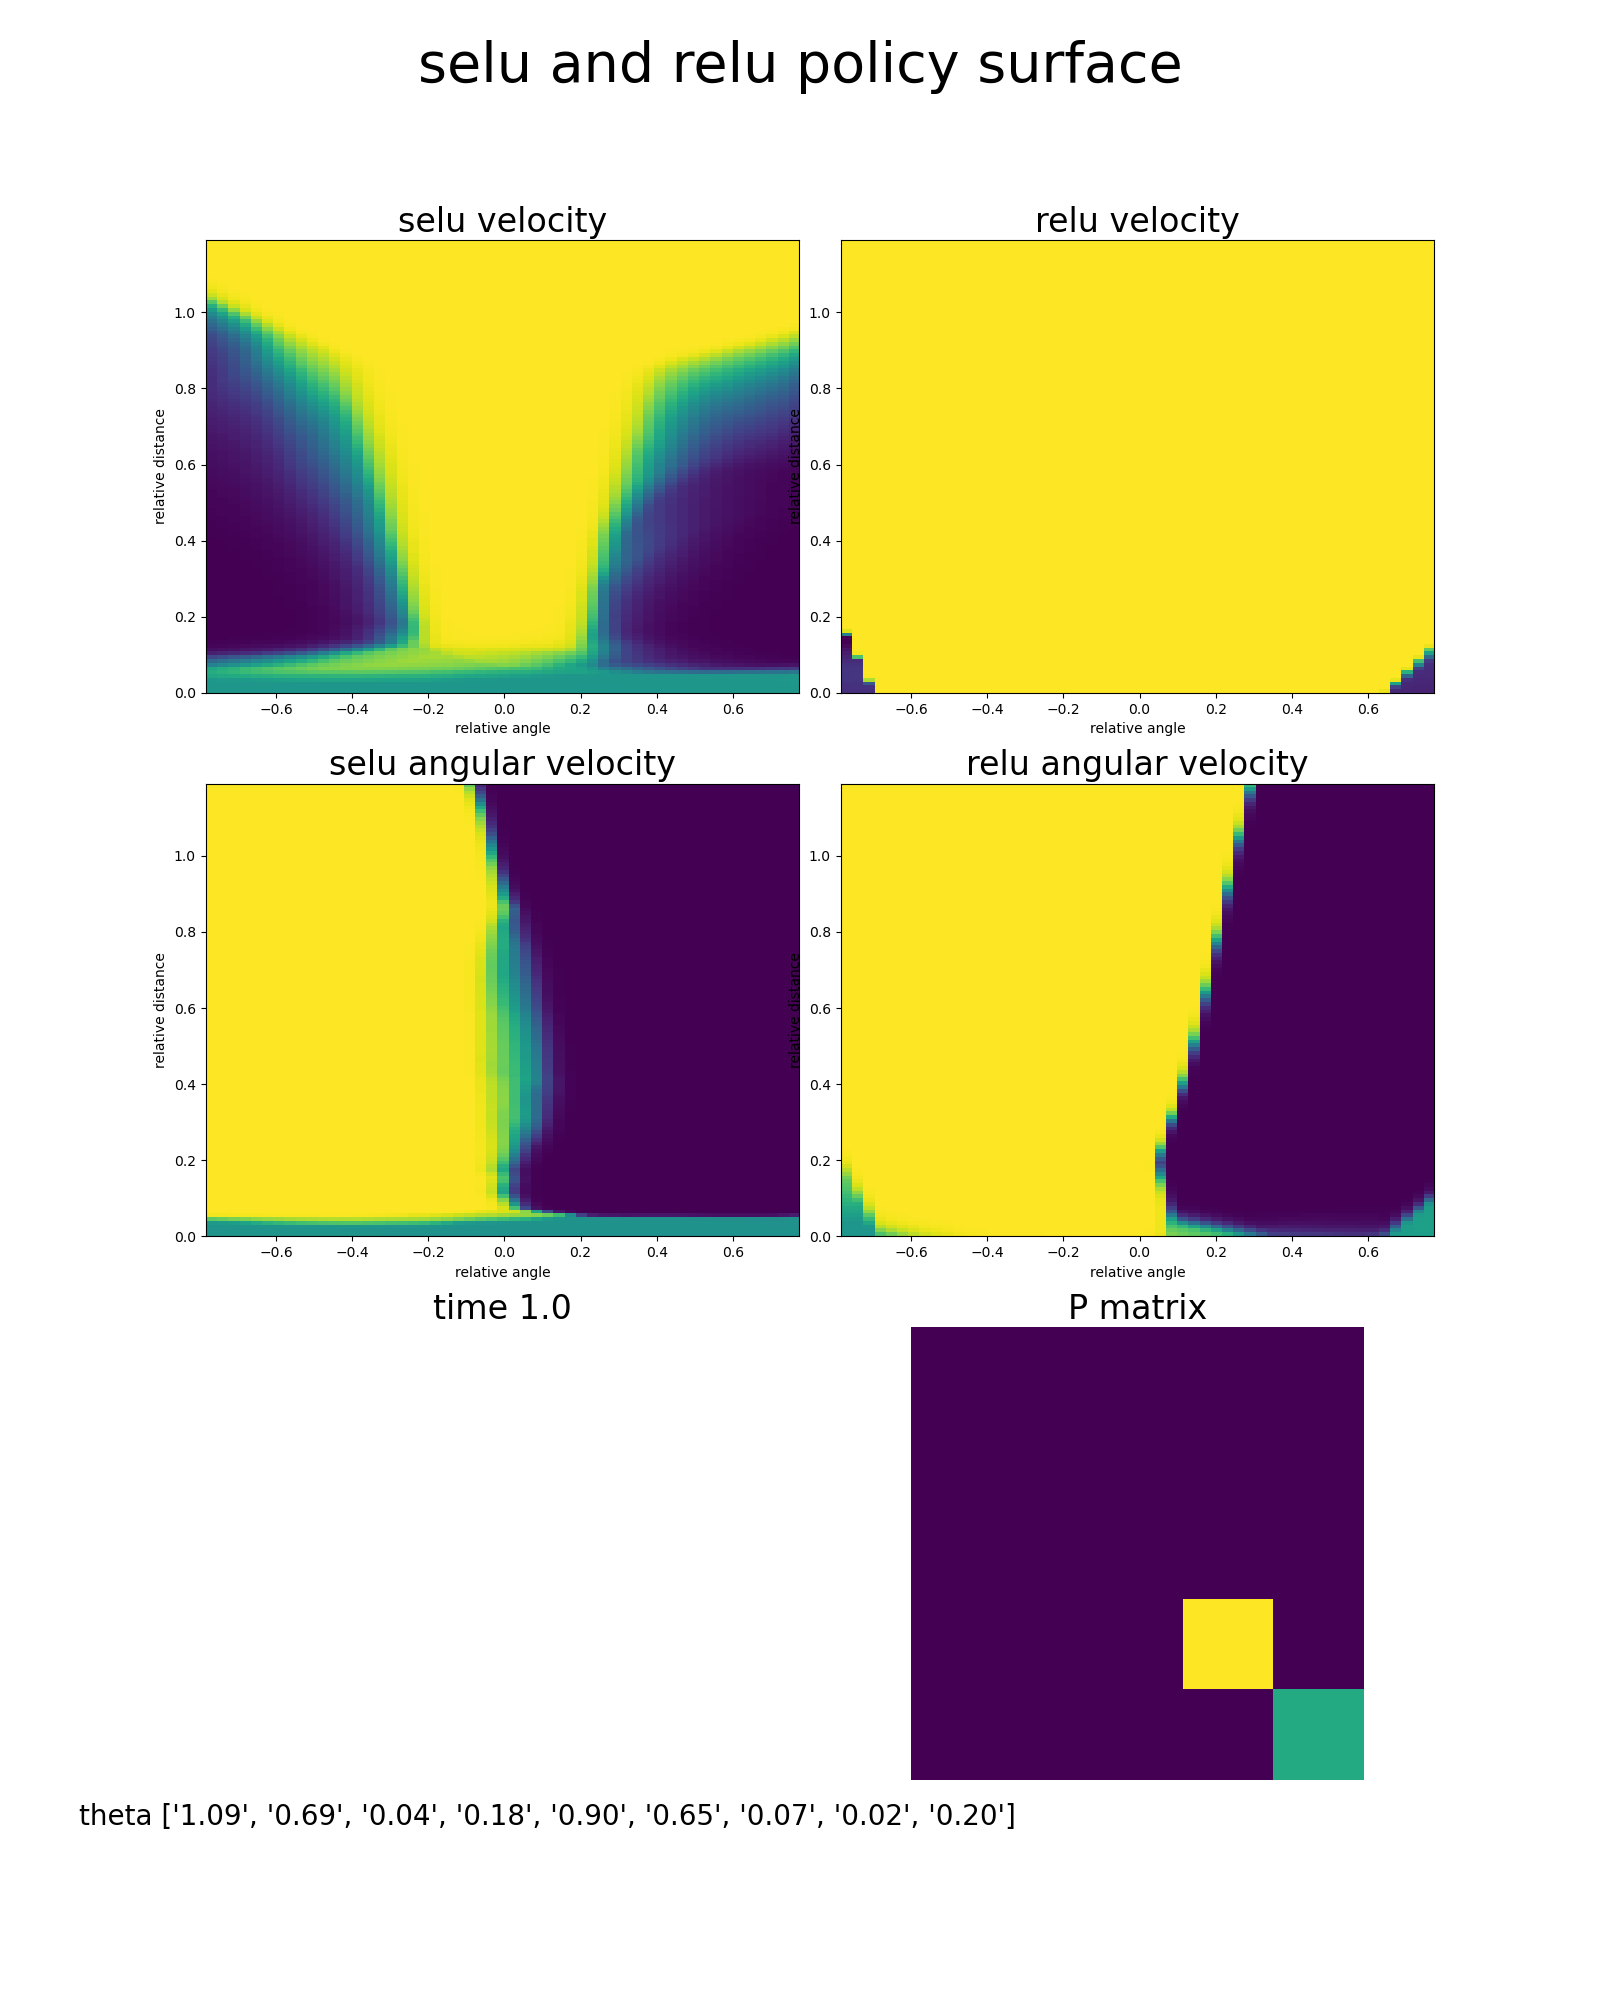 selu and relu policy surface
selu velocity
1.0
0.8
0.6
0.4
0.2
0.0
relative distance
−0.6 −0.4 −0.2 0.0 0.2 0.4 0.6
relative angle
relu velocity
1.0
0.8
0.6
0.4
0.2
0.0
relative distance
−0.6 −0.4 −0.2 0.0 0.2 0.4 0.6
relative angle
selu angular velocity
1.0
0.8
0.6
0.4
0.2
0.0
relative distance
−0.6 −0.4 −0.2 0.0 0.2 0.4 0.6
relative angle
relu angular velocity
1.0
0.8
0.6
0.4
0.2
0.0
relative distance
−0.6 −0.4 −0.2 0.0 0.2 0.4 0.6
relative angle
time 1.0
P matrix
theta ['1.09', '0.69', '0.04', '0.18', '0.90', '0.65', '0.07', '0.02', '0.20']